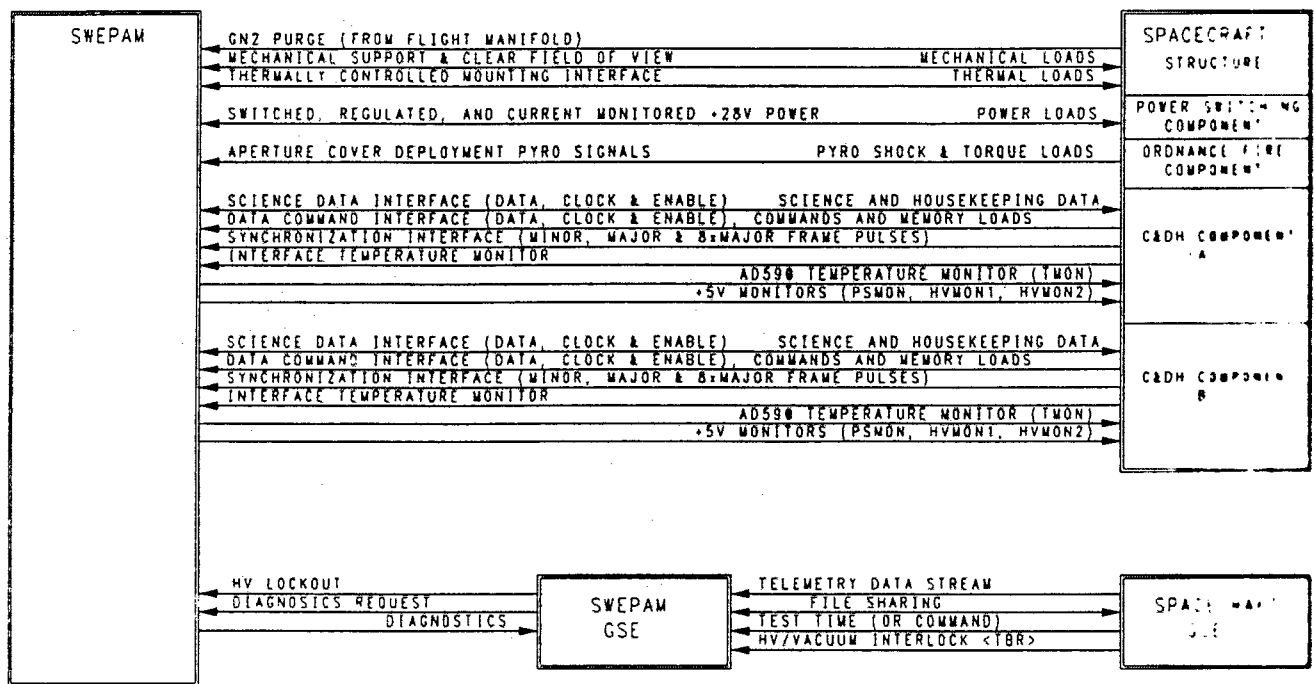 SWEPAM
GN2 PURGE (FROM FLIGHT MANIFOLD)
MECHANICAL SUPPORT & CLEAR FIELD OF VIEW MECHANICAL LOADS
THERMALLY CONTROLLED MOUNTING INTERFACE THERMAL LOADS
SPACECRAFT
STRUCTURE
SWITCHED, REGULATED, AND CURRENT MONITORED +28V POWER POWER LOADS
POWER SWITCHING
COMPONENT
APERTURE COVER DEPLOYMENT PYRO SIGNALS PYRO SHOCK & TORQUE LOADS
ORDNANCE FIRE
COMPONENT
SCIENCE DATA INTERFACE (DATA, CLOCK & ENABLE) SCIENCE AND HOUSEKEEPING DATA
DATA COMMAND INTERFACE (DATA, CLOCK & ENABLE), COMMANDS AND MEMORY LOADS
SYNCHRONIZATION INTERFACE (MINOR, MAJOR & 8xMAJOR FRAME PULSES)
INTERFACE TEMPERATURE MONITOR
AD590 TEMPERATURE MONITOR (TMON)
+5V MONITORS (PSMON, HVMON1, HVMON2)
C&DH COMPONENT
A
SCIENCE DATA INTERFACE (DATA, CLOCK & ENABLE) SCIENCE AND HOUSEKEEPING DATA
DATA COMMAND INTERFACE (DATA, CLOCK & ENABLE), COMMANDS AND MEMORY LOADS
SYNCHRONIZATION INTERFACE (MINOR, MAJOR & 8xMAJOR FRAME PULSES)
INTERFACE TEMPERATURE MONITOR
AD590 TEMPERATURE MONITOR (TMON)
+5V MONITORS (PSMON, HVMON1, HVMON2)
C&DH COMPONENT
B
HV LOCKOUT
DIAGNOSICS REQUEST
DIAGNOSTICS
SWEPAM
GSE
TELEMETRY DATA STREAM
FILE SHARING
TEST TIME (OR COMMAND)
HV/VACUUM INTERLOCK <TBR>
SPACECRAFT
GSE